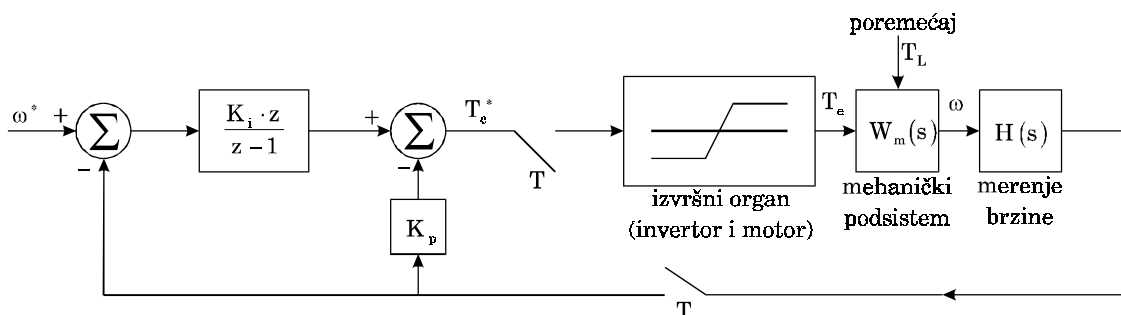 poremećaj
T_L
ω* + Σ −
K_i · z
z − 1
+ Σ −
T_e*
T
T_e
W_m(s)
ω
H(s)
izvršni organ
(invertor i motor)
mehanički
podsistem
merenje
brzine
K_p
T